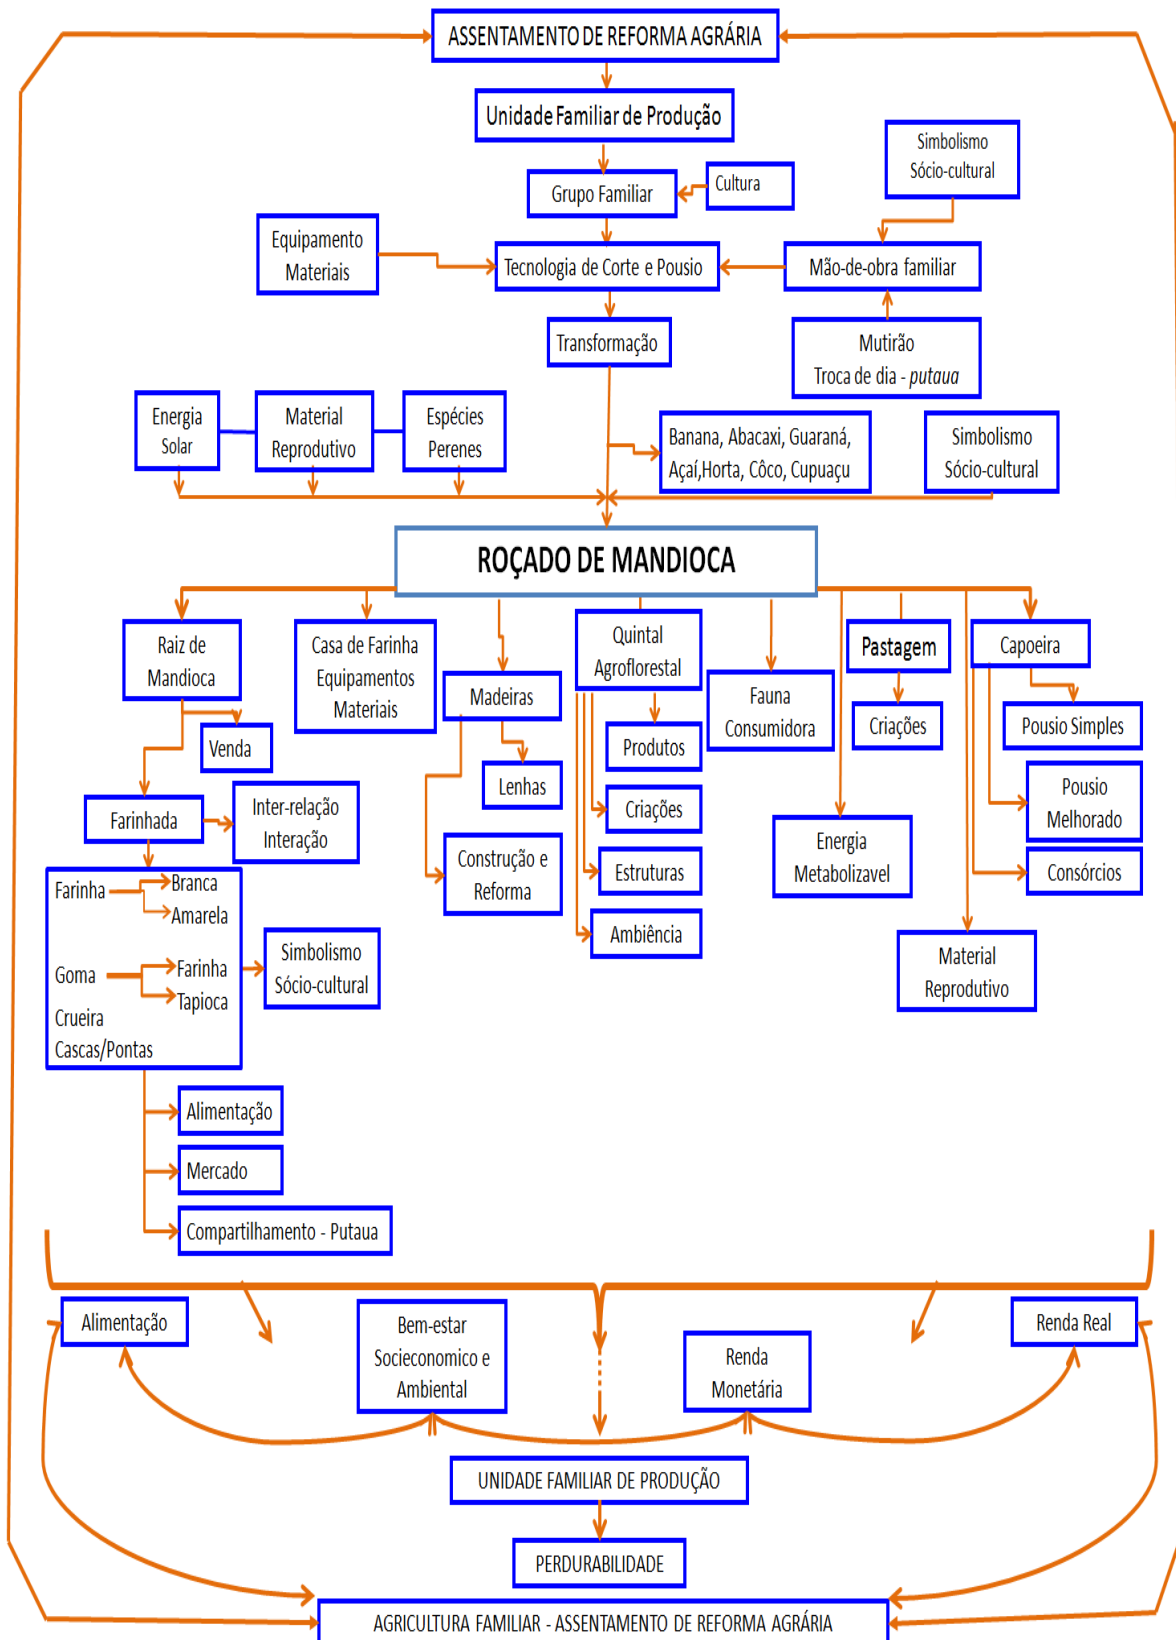 ASSENTAMENTO DE REFORMA AGRÁRIA
Unidade Familiar de Produção
Simbolismo
Sócio-cultural
Grupo Familiar
Cultura
Equipamento
Materiais
Tecnologia de Corte e Pousio
Mão-de-obra familiar
Transformação
Mutirão
Troca de dia - putaua
Energia
Solar
Material
Reprodutivo
Espécies
Perenes
Banana, Abacaxi, Guaraná,
Açaí,Horta, Côco, Cupuaçu
Simbolismo
Sócio-cultural
ROÇADO DE MANDIOCA
Raiz de
Mandioca
Casa de Farinha
Equipamentos
Materiais
Madeiras
Quintal
Agroflorestal
Fauna
Consumidora
Pastagem
Capoeira
Venda
Lenhas
Produtos
Criações
Pousio Simples
Farinhada
Inter-relação
Interação
Construção e
Reforma
Criações
Estruturas
Ambiência
Energia
Metabolizavel
Pousio
Melhorado
Consórcios
Farinha
Branca
Amarela
Goma
Farinha
Tapioca
Crueira
Cascas/Pontas
Simbolismo
Sócio-cultural
Material
Reprodutivo
Alimentação
Mercado
Compartilhamento - Putaua
Alimentação
Bem-estar
Socieconomico e
Ambiental
Renda
Monetária
Renda Real
UNIDADE FAMILIAR DE PRODUÇÃO
PERDURABILIDADE
AGRICULTURA FAMILIAR - ASSENTAMENTO DE REFORMA AGRÁRIA